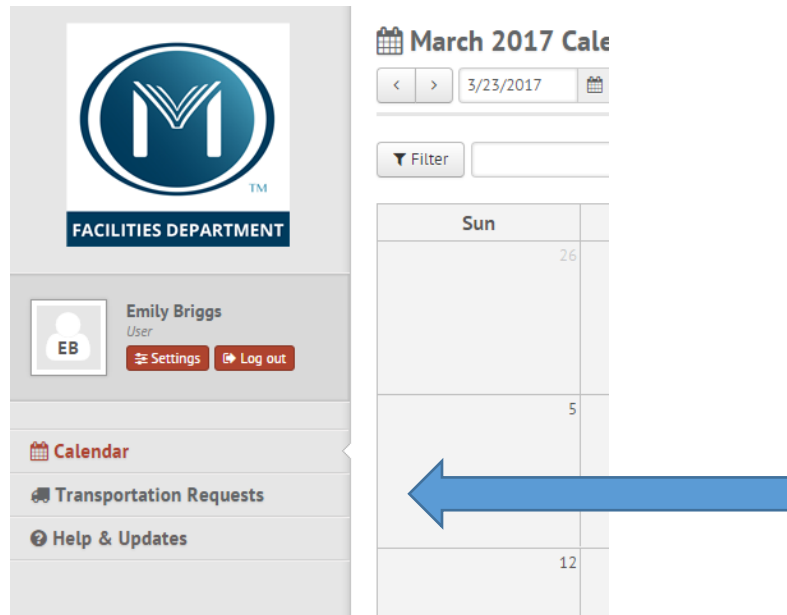 M
TM
FACILITIES DEPARTMENT
EB
Emily Briggs
User
Settings
Log out
Calendar
Transportation Requests
Help & Updates
March 2017 Cale
3/23/2017
Filter
Sun
26
5
12